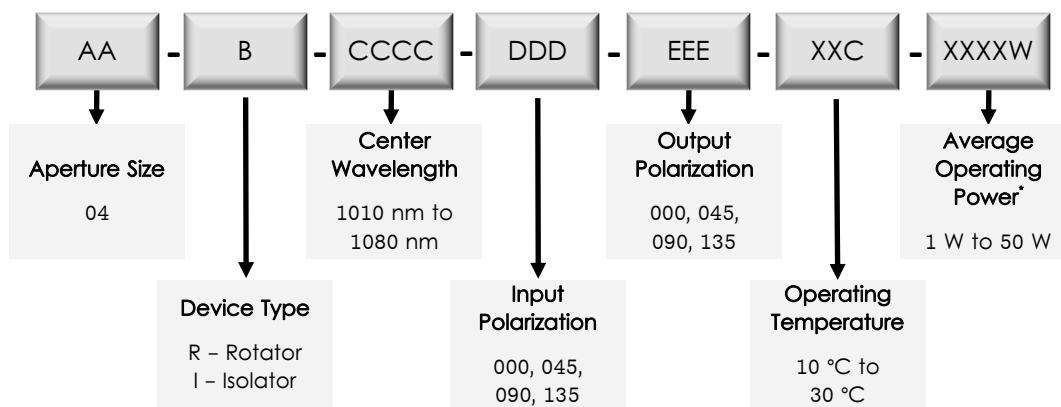 AA - B - CCCC - DDD - EEE - XXC - XXXXW
Aperture Size
04
Device Type
R – Rotator
I – Isolator
Center
Wavelength
1010 nm to
1080 nm
Input
Polarization
000, 045,
090, 135
Output
Polarization
000, 045,
090, 135
Operating
Temperature
10 °C to
30 °C
Average
Operating
Power*
1 W to 50 W